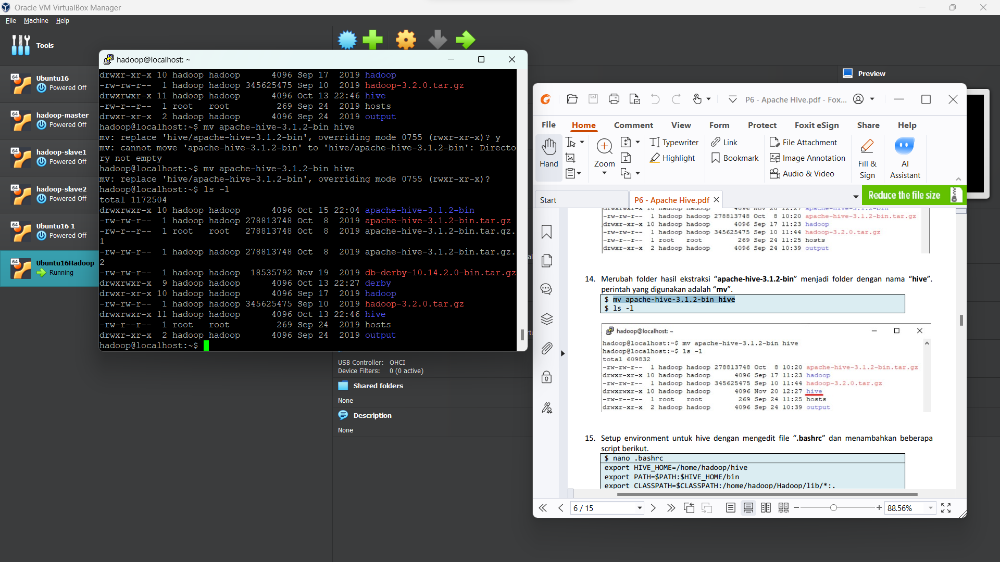 Oracle VM VirtualBox Manager
File Machine Help
Tools
Ubuntu16
Powered Off
hadoop-master
Powered Off
hadoop-slave1
Powered Off
hadoop-slave2
Powered Off
Ubuntu16 1
Powered Off
Ubuntu16Hadoop
Running
hadoop@localhost: ~
drwxr-xr-x 10 hadoop hadoop 4096 Sep 17 2019 hadoop
-rw-rw-r-- 1 hadoop hadoop 345625475 Sep 10 2019 hadoop-3.2.0.tar.gz
drwxrwxr-x 11 hadoop hadoop 4096 Oct 13 22:46 hive
-rw-r--r-- 1 root root 269 Sep 24 2019 hosts
drwxr-xr-x 2 hadoop hadoop 4096 Sep 24 2019 output
hadoop@localhost:~$ mv apache-hive-3.1.2-bin hive
mv: replace 'hive/apache-hive-3.1.2-bin', overriding mode 0755 (rwxr-xr-x)? y
mv: cannot move 'apache-hive-3.1.2-bin' to 'hive/apache-hive-3.1.2-bin': Directo
ry not empty
hadoop@localhost:~$ mv apache-hive-3.1.2-bin hive
mv: replace 'hive/apache-hive-3.1.2-bin', overriding mode 0755 (rwxr-xr-x)?
hadoop@localhost:~$ ls -l
total 1172504
drwxrwxr-x 10 hadoop hadoop 4096 Oct 15 22:04 apache-hive-3.1.2-bin
-rw-rw-r-- 1 hadoop hadoop 278813748 Oct 8 2019 apache-hive-3.1.2-bin.tar.gz
-rw-r--r-- 1 root root 278813748 Oct 8 2019 apache-hive-3.1.2-bin.tar.gz.
1
-rw-rw-r-- 1 hadoop hadoop 278813748 Oct 8 2019 apache-hive-3.1.2-bin.tar.gz.
2
-rw-rw-r-- 1 hadoop hadoop 18535792 Nov 19 2019 db-derby-10.14.2.0-bin.tar.gz
drwxrwxr-x 9 hadoop hadoop 4096 Oct 13 22:27 derby
drwxr-xr-x 10 hadoop hadoop 4096 Sep 17 2019 hadoop
-rw-rw-r-- 1 hadoop hadoop 345625475 Sep 10 2019 hadoop-3.2.0.tar.gz
drwxrwxr-x 11 hadoop hadoop 4096 Oct 13 22:46 hive
-rw-r--r-- 1 root root 269 Sep 24 2019 hosts
drwxr-xr-x 2 hadoop hadoop 4096 Sep 24 2019 output
hadoop@localhost:~$
USB Controller: OHCI
Device Filters: 0 (0 active)
Shared folders
None
Description
None
Preview
P6 - Apache Hive.pdf - Fox...
File Home Comment View Form Protect Foxit eSign Share Help
Hand
Zoom
Typewriter
Highlight
Link
Bookmark
File Attachment
Image Annotation
Audio & Video
Fill &
Sign
AI
Assistant
Start
P6 - Apache Hive.pdf
Reduce the file size
drwxrwxr-x 10 hadoop hadoop 4096 Nov 20 12:27 apache-hive-3.1.2-bin
-rw-rw-r-- 1 hadoop hadoop 278813748 Oct 8 10:20 apache-hive-3.1.2-bin.tar.gz
drwxr-xr-x 10 hadoop hadoop 4096 Sep 17 11:23 hadoop
-rw-rw-r-- 1 hadoop hadoop 345625475 Sep 10 11:44 hadoop-3.2.0.tar.gz
-rw-r--r-- 1 root root 269 Sep 24 11:25 hosts
drwxr-xr-x 2 hadoop hadoop 4096 Sep 24 10:39 output
14. Merubah folder hasil ekstraksi “apache-hive-3.1.2-bin” menjadi folder dengan nama “hive”.
perintah yang digunakan adalah “mv”.
$ mv apache-hive-3.1.2-bin hive
$ ls -l
hadoop@localhost: ~
hadoop@localhost:~$ mv apache-hive-3.1.2-bin hive
hadoop@localhost:~$ ls -l
total 609832
-rw-rw-r-- 1 hadoop hadoop 278813748 Oct 8 10:20 apache-hive-3.1.2-bin.tar.gz
drwxr-xr-x 10 hadoop hadoop 4096 Sep 17 11:23 hadoop
-rw-rw-r-- 1 hadoop hadoop 345625475 Sep 10 11:44 hadoop-3.2.0.tar.gz
drwxrwxr-x 10 hadoop hadoop 4096 Nov 20 12:27 hive
-rw-r--r-- 1 root root 269 Sep 24 11:25 hosts
drwxr-xr-x 2 hadoop hadoop 4096 Sep 24 10:39 output
15. Setup environment untuk hive dengan mengedit file “.bashrc” dan menambahkan beberapa
script berikut.
$ nano .bashrc
export HIVE_HOME=/home/hadoop/hive
export PATH=$PATH:$HIVE_HOME/bin
export CLASSPATH=$CLASSPATH:/home/hadoop/Hadoop/lib/*:.
6 / 15
88.56%